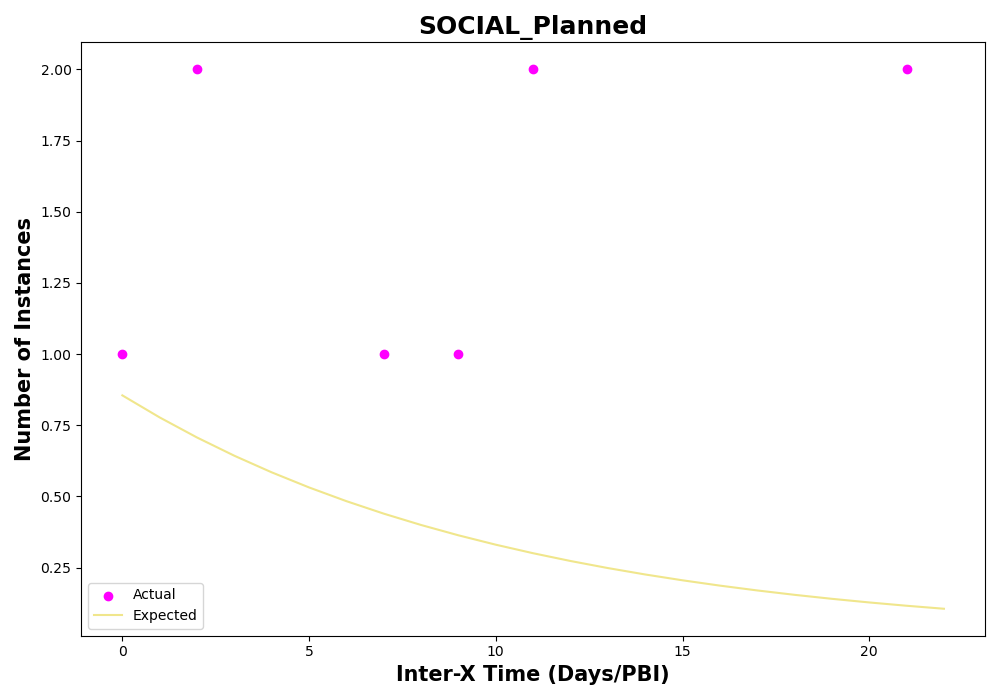 SOCIAL_Planned
Number of Instances
2.00
1.75
1.50
1.25
1.00
0.75
0.50
0.25
Actual
Expected
0 5 10 15 20
Inter-X Time (Days/PBI)